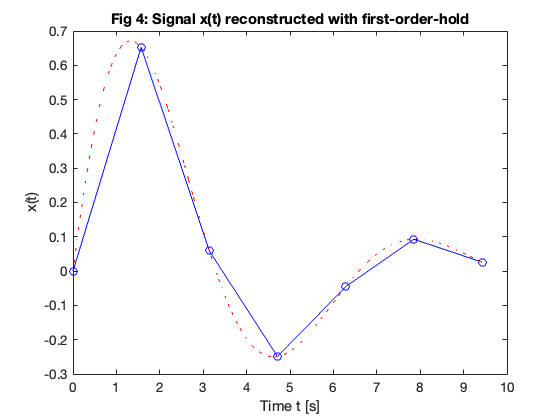 Fig 4: Signal x(t) reconstructed with first-order-hold
0.7
0.6
0.5
0.4
0.3
0.2
0.1
0
-0.1
-0.2
-0.3
x(t)
0 1 2 3 4 5 6 7 8 9 10
Time t [s]